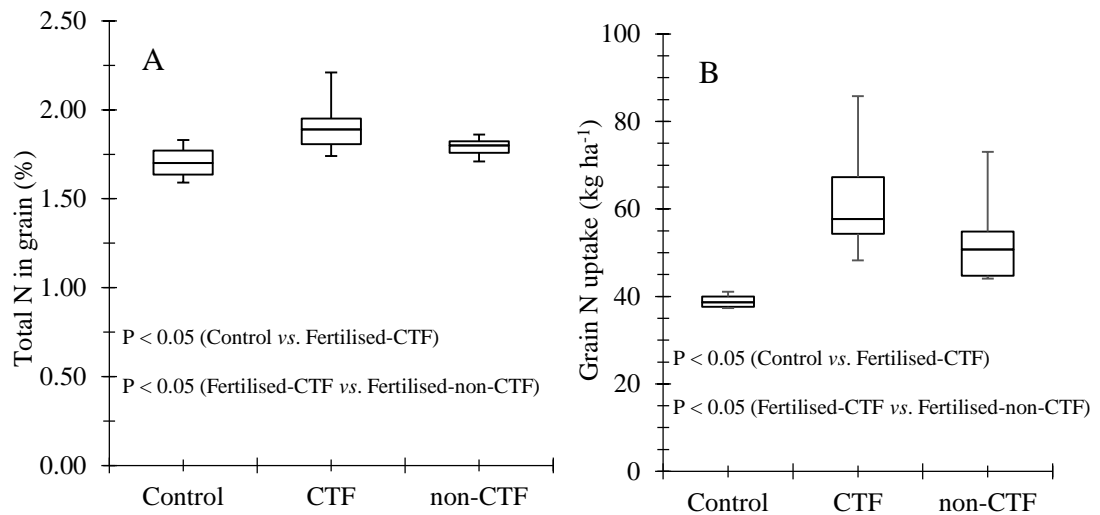 A
Total N in grain (%)
2.50
2.00
1.50
1.00
0.50
0.00
P < 0.05 (Control vs. Fertilised-CTF)
P < 0.05 (Fertilised-CTF vs. Fertilised-non-CTF)
Control CTF non-CTF
B
Grain N uptake (kg ha⁻¹)
100
80
60
40
20
0
P < 0.05 (Control vs. Fertilised-CTF)
P < 0.05 (Fertilised-CTF vs. Fertilised-non-CTF)
Control CTF non-CTF